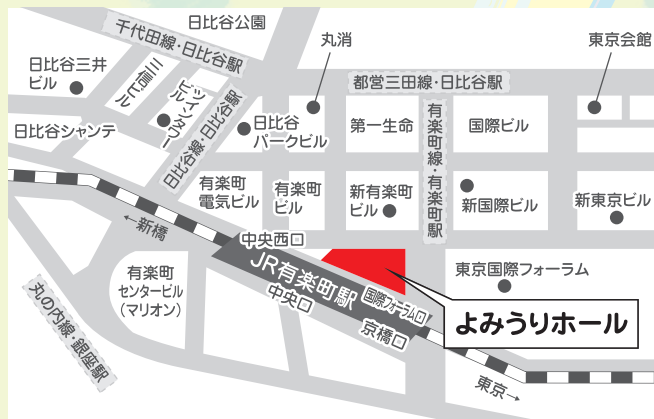 日比谷公園
千代田線・日比谷駅
丸消
東京会館
日比谷三井
ビル
三信ビル
ツインタワー
ビル
日比谷線・日比谷駅
都営三田線・日比谷駅
日比谷シャンテ
日比谷
パークビル
第一生命
有楽町線・有楽町駅
国際ビル
有楽町
電気ビル
有楽町
ビル
新有楽町
ビル
新国際ビル
新東京ビル
←新橋
中央西口
JR有楽町駅
国際フォーラム口
中央口
京橋口
有楽町
センタービル
(マリオン)
丸の内線・銀座駅
東京国際フォーラム
よみうりホール
東京→